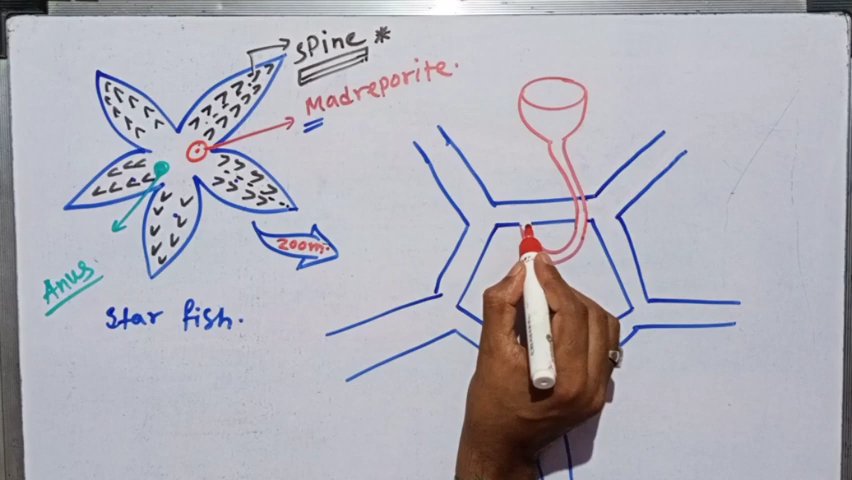 spine *
Madreporite.
zoom.
Anus.
Star fish.